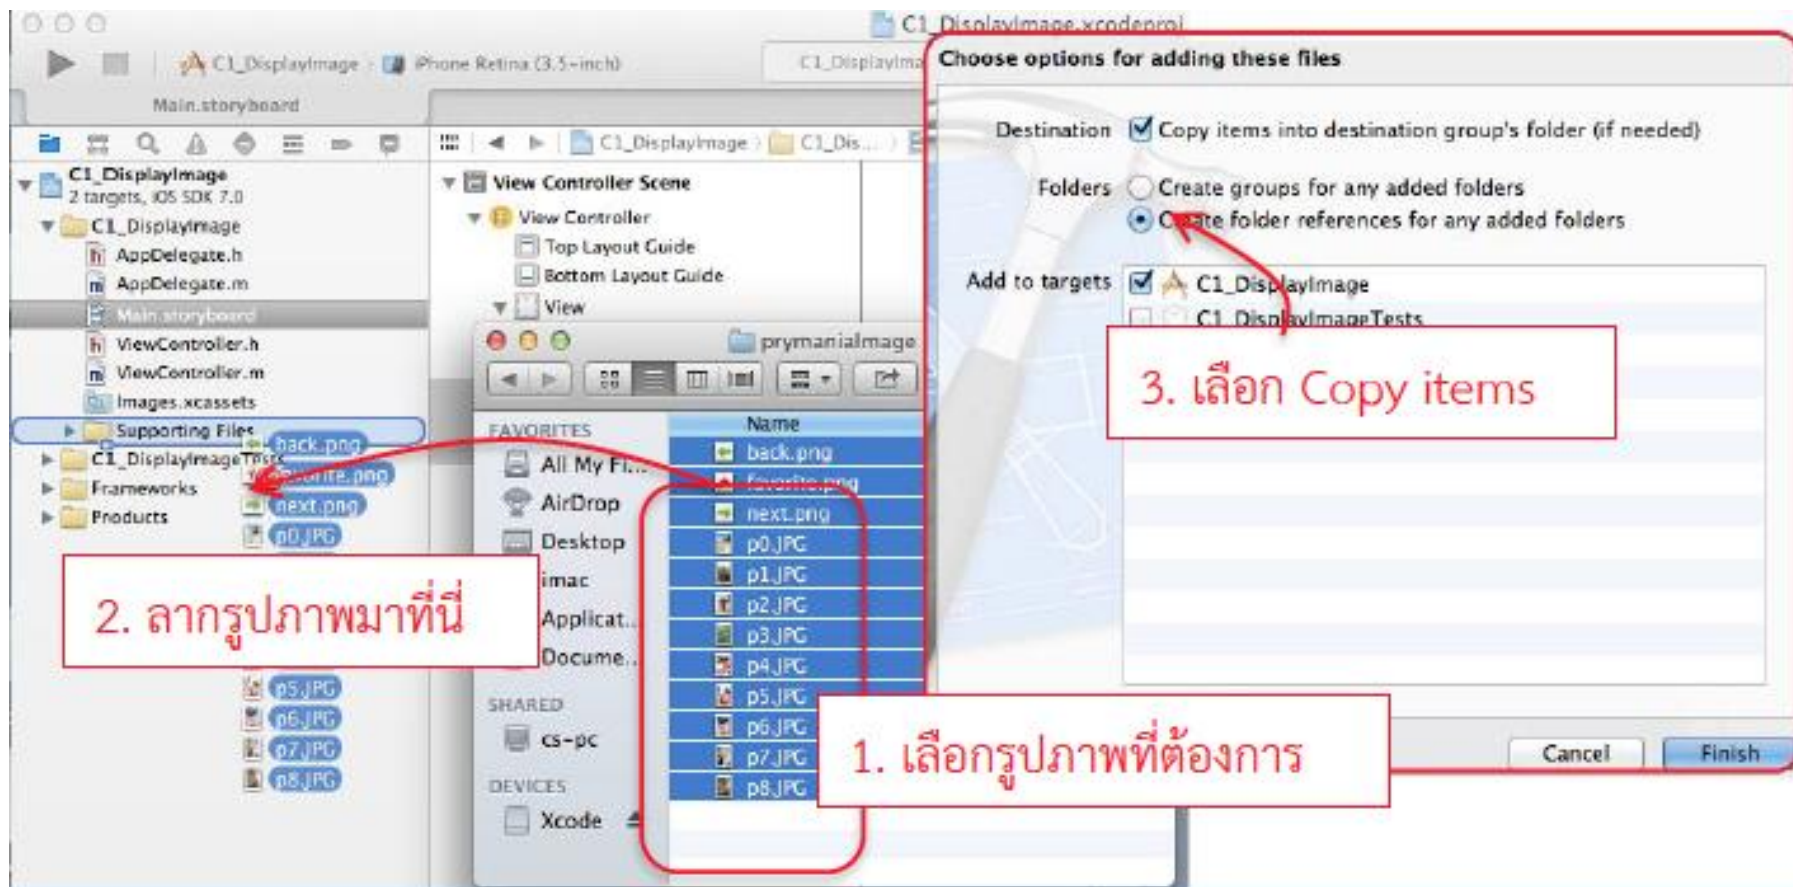 C1_DisplayImage.xcodeproj
C1_DisplayImage
iPhone Retina (3.5-inch)
Main.storyboard
C1_DisplayImage
C1_Dis...
C1_DisplayImage
2 targets, iOS SDK 7.0
C1_DisplayImage
AppDelegate.h
AppDelegate.m
Main.storyboard
ViewController.h
ViewController.m
Images.xcassets
Supporting Files
C1_DisplayImageTests
Frameworks
Products
back.png
favorite.png
next.png
p0.JPG
2. ลากรูปภาพมาที่นี่
p5.JPG
p6.JPG
p7.JPG
p8.JPG
View Controller Scene
View Controller
Top Layout Guide
Bottom Layout Guide
View
prymaniaImage
FAVORITES
All My Fi...
AirDrop
Desktop
imac
Applicat...
Docume...
SHARED
cs-pc
DEVICES
Xcode
Name
back.png
favorite.png
next.png
p0.JPG
p1.JPG
p2.JPG
p3.JPG
p4.JPG
p5.JPG
p6.JPG
p7.JPG
p8.JPG
1. เลือกรูปภาพที่ต้องการ
Choose options for adding these files
Destination Copy items into destination group's folder (if needed)
Folders Create groups for any added folders
Create folder references for any added folders
Add to targets C1_DisplayImage
C1_DisplayImageTests
3. เลือก Copy items
Cancel Finish